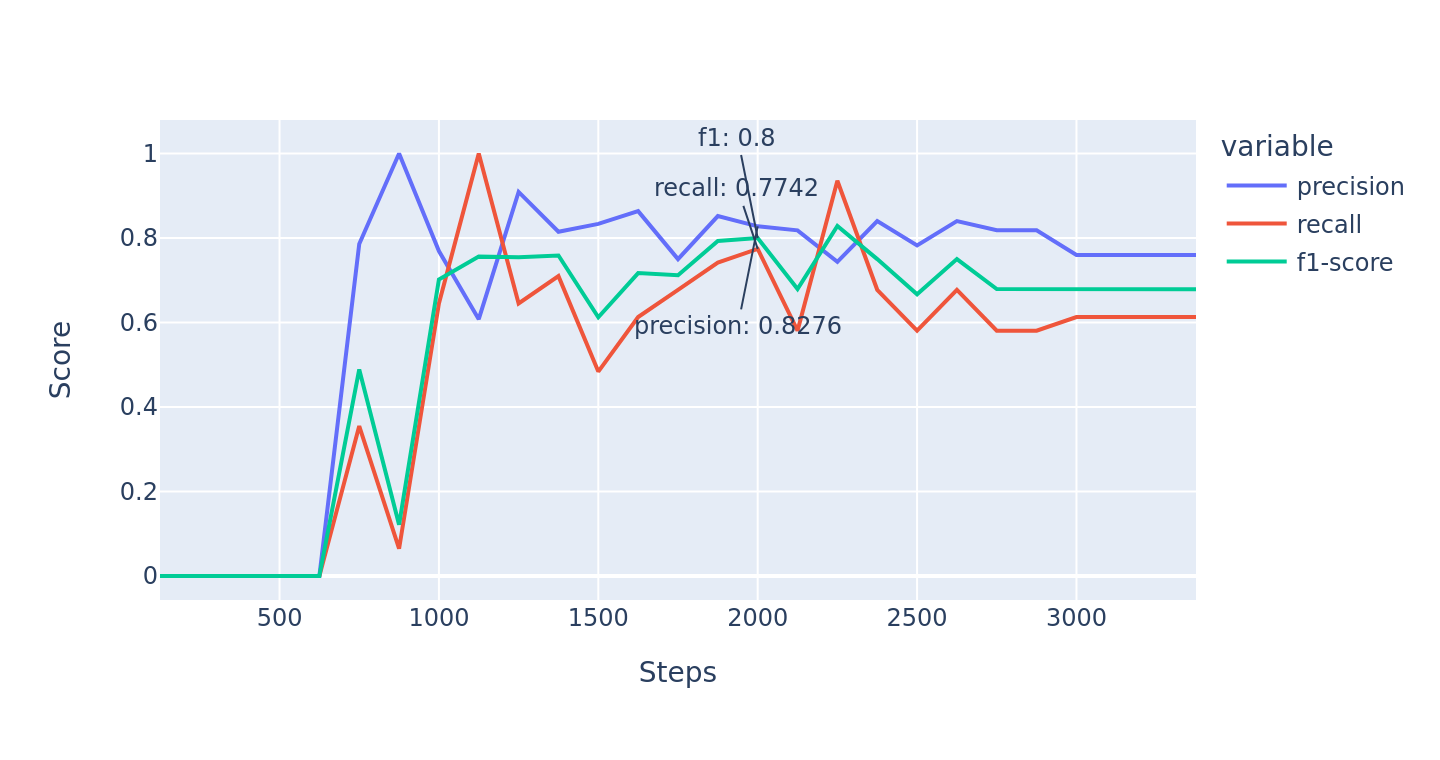 f1: 0.8
recall: 0.7742
precision: 0.8276
1
0.8
0.6
0.4
0.2
0
Score
500 1000 1500 2000 2500 3000
Steps
variable
precision
recall
f1-score